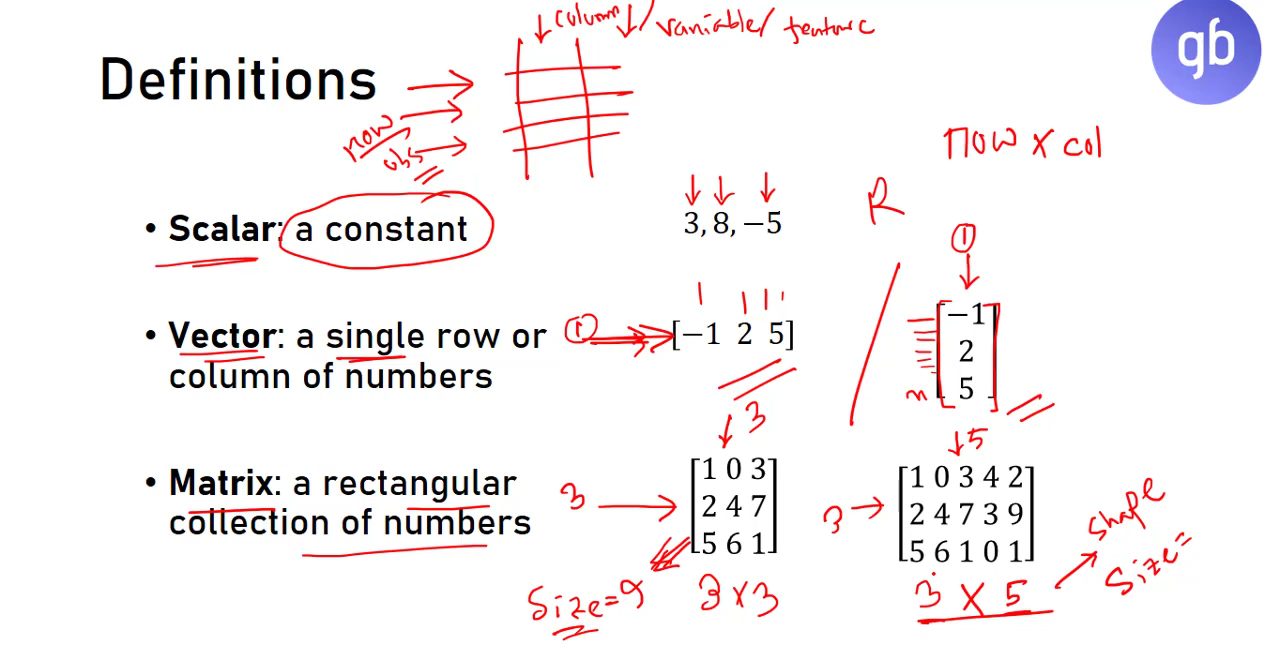 column / variable / feature
gb
Definitions
row
obs
row x col
• Scalar: a constant
3, 8, −5
R
1
• Vector: a single row or
column of numbers
1
[−1 2 5]
−1
2
5
n
3
5
• Matrix: a rectangular
collection of numbers
3
1 0 3
2 4 7
5 6 1
3
1 0 3 4 2
2 4 7 3 9
5 6 1 0 1
shape
size=
size=9
3 x 3
3 x 5